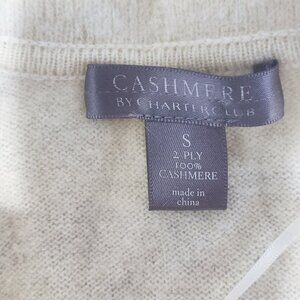 CASHMERE
BY CHARTER CLUB
S
2-PLY
100%
CASHMERE
made in
china